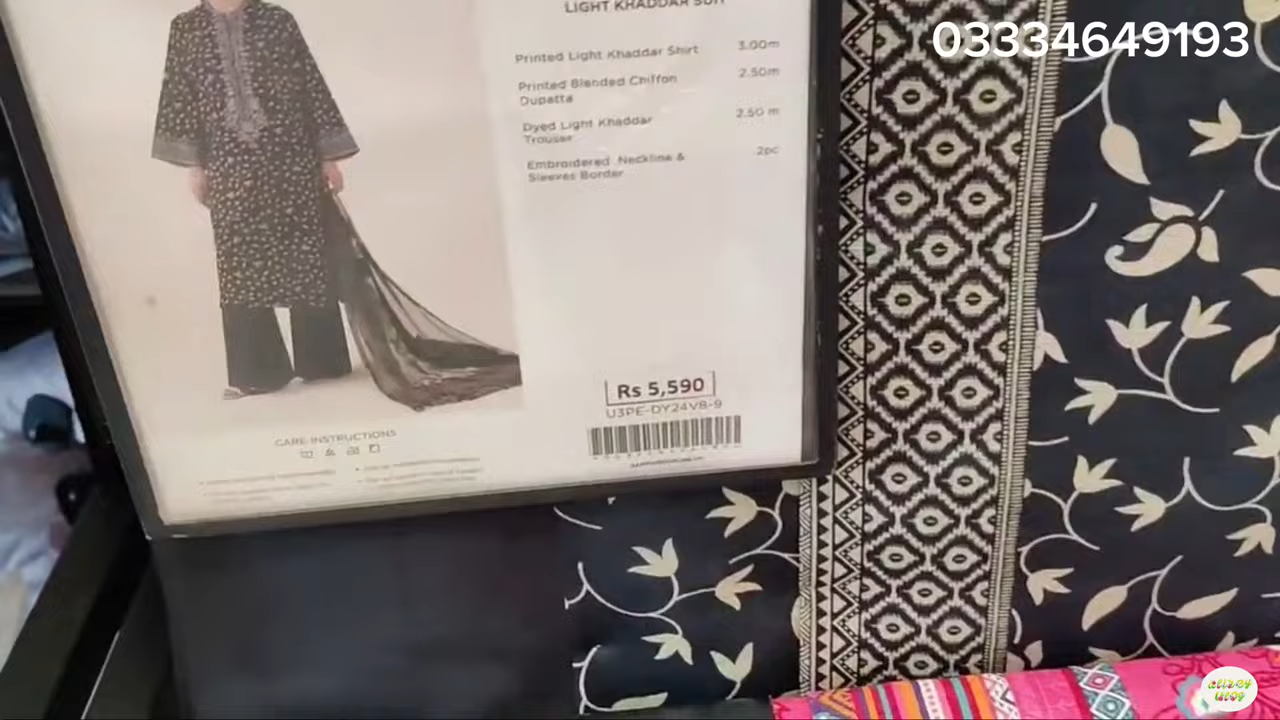 03334649193
LIGHT KHADDAR SUIT
Printed Light Khaddar Shirt 3.00m
Printed Blended Chiffon 2.50m
Dupatta
Dyed Light Khaddar 2.50 m
Trouser
Embroidered Neckline & 2pc
Sleeves Border
Rs 5,590
U3PE-DY24V8-9
CARE INSTRUCTIONS